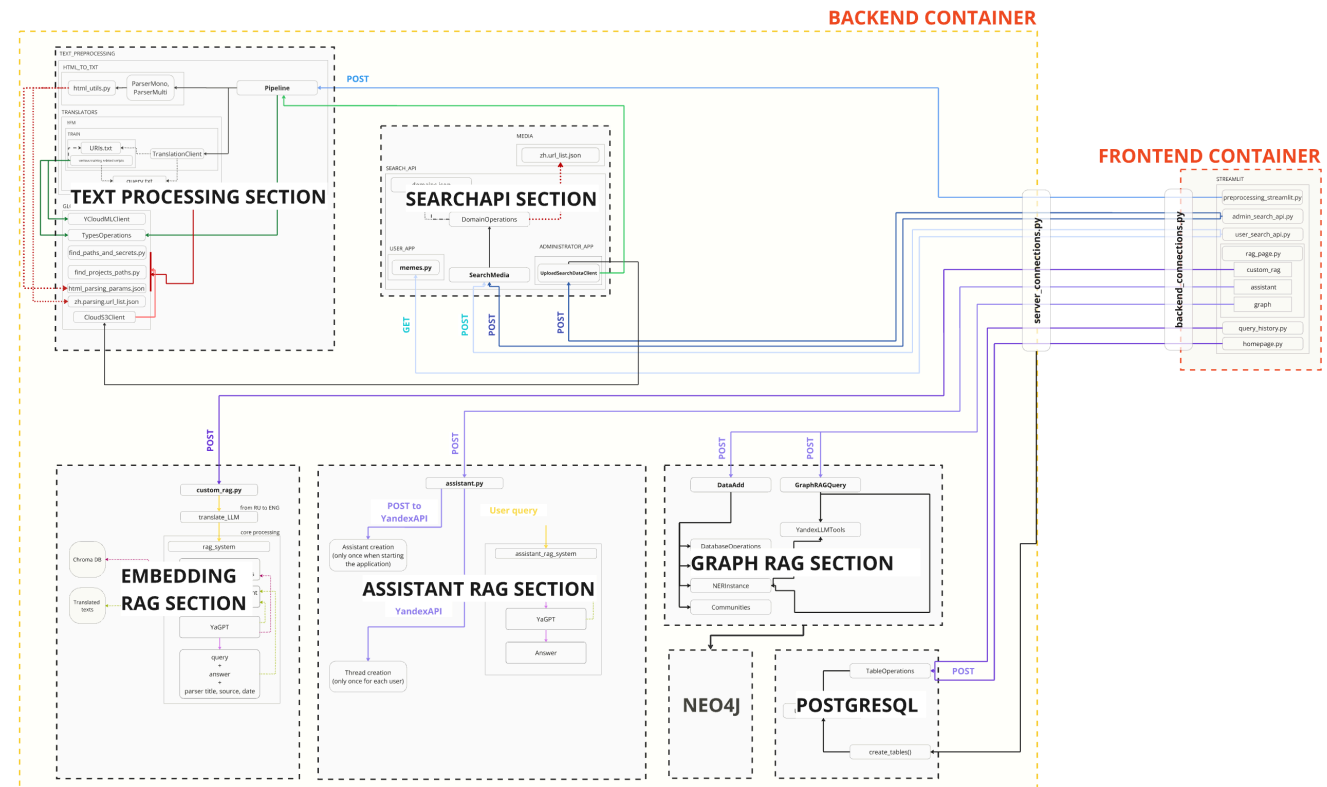 BACKEND CONTAINER
TEXT_PREPROCESSING
HTML_TO_TXT
html_utils.py
ParserMono,
ParserMulti
Pipeline
POST
TRANSLATORS
TRAIN
URIs.txt
TranslationClient
query.txt
TEXT PROCESSING SECTION
YCloudMLClient
TypesOperations
find_paths_and_secrets.py
find_projects_paths.py
html_parsing_params.json
zh.parsing.url_list.json
CloudS3Client
MEDIA
zh.url_list.json
SEARCH_API
domains.json
SEARCHAPI SECTION
DomainOperations
USER_APP
memes.py
SearchMedia
ADMINISTRATOR_APP
UploadSearchDataClient
GET
POST
POST
POST
server_connections.py
FRONTEND CONTAINER
backend_connections.py
STREAMLIT
preprocessing_streamlit.py
admin_search_api.py
user_search_api.py
rag_page.py
custom_rag
assistant
graph
query_history.py
homepage.py
POST
custom_rag.py
from RU to ENG
translate_LLM
core processing
rag_system
Chroma DB
Translated
texts
EMBEDDING
RAG SECTION
YaGPT
query
+
answer
+
parser title, source, date
POST
assistant.py
POST to
YandexAPI
User query
Assistant creation
(only once when starting
the application)
assistant_rag_system
ASSISTANT RAG SECTION
YandexAPI
YaGPT
Answer
Thread creation
(only once for each user)
POST
POST
DataAdd
GraphRAGQuery
YandexLLMTools
DatabaseOperations
GRAPH RAG SECTION
NERInstance
Communities
NEO4J
TableOperations
POST
POSTGRESQL
create_tables()